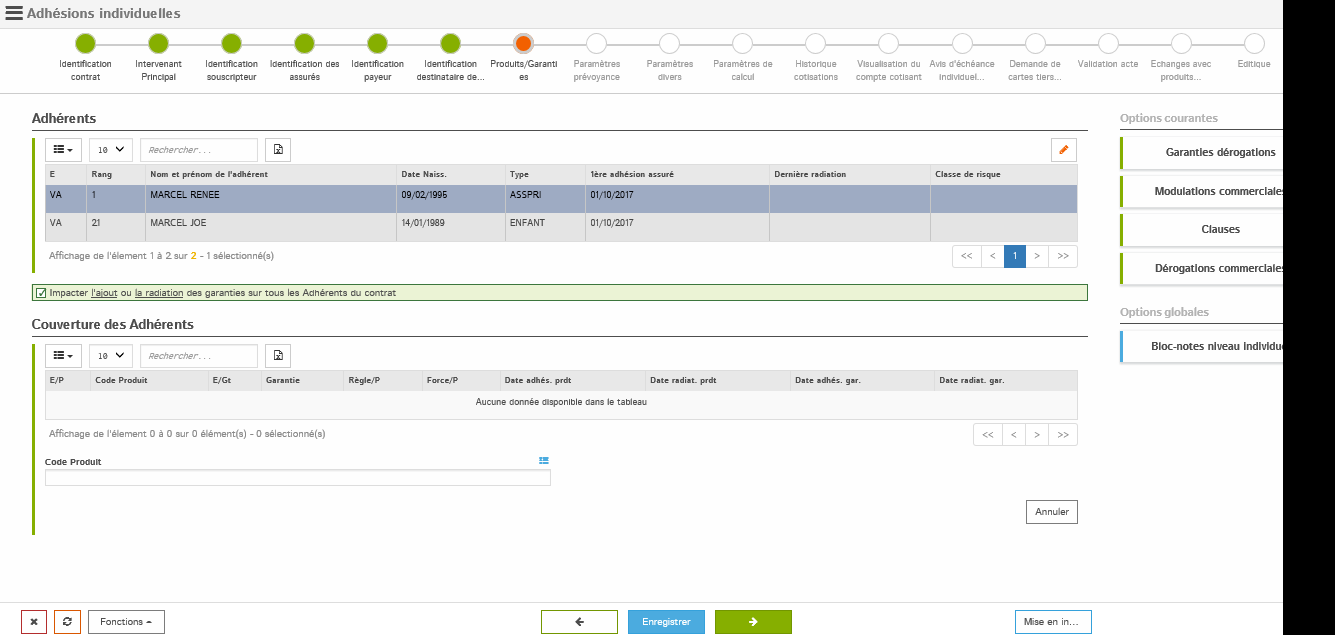 Adhésions individuelles
Identification contrat
Intervenant Principal
Identification souscripteur
Identification des assurés
Identification payeur
Identification destinataire de...
Produits/Garanti es
Paramètres prévoyance
Paramètres divers
Paramètres de calcul
Historique cotisations
Visualisation du compte cotisant
Avis d'échéance individuel...
Demande de cartes tiers...
Validation acte
Echanges avec produits...
Editique
Adhérents
10 Rechercher...
E Rang Nom et prénom de l'adhérent Date Naiss. Type 1ère adhésion assuré Dernière radiation Classe de risque
VA 1 MARCEL RENEE 09/02/1995 ASSPRI 01/10/2017
VA 21 MARCEL JOE 14/01/1989 ENFANT 01/10/2017
Affichage de l'élement 1 à 2 sur 2 - 1 sélectionné(s) << < 1 > >>
Impacter l'ajout ou la radiation des garanties sur tous les Adhérents du contrat
Couverture des Adhérents
10 Rechercher...
E/P Code Produit E/Gt Garantie Règle/P Force/P Date adhés. prdt Date radiat. prdt Date adhés. gar. Date radiat. gar.
Aucune donnée disponible dans le tableau
Affichage de l'élement 0 à 0 sur 0 élément(s) - 0 sélectionné(s) << < > >>
Code Produit
Annuler
Options courantes
Garanties dérogations
Modulations commerciales
Clauses
Dérogations commerciales
Options globales
Bloc-notes niveau individu
Fonctions
Enregistrer
Mise en in...